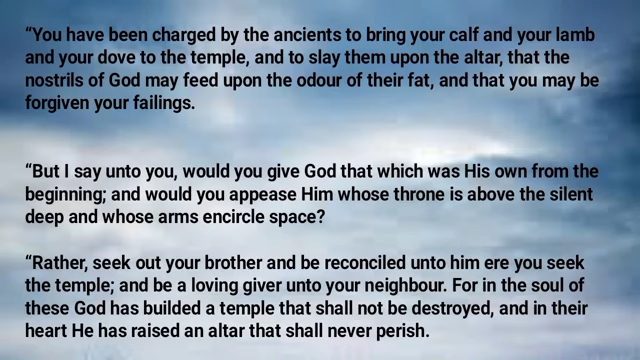 “You have been charged by the ancients to bring your calf and your lamb
and your dove to the temple, and to slay them upon the altar, that the
nostrils of God may feed upon the odour of their fat, and that you may be
forgiven your failings.
“But I say unto you, would you give God that which was His own from the
beginning; and would you appease Him whose throne is above the silent
deep and whose arms encircle space?
“Rather, seek out your brother and be reconciled unto him ere you seek
the temple; and be a loving giver unto your neighbour. For in the soul of
these God has builded a temple that shall not be destroyed, and in their
heart He has raised an altar that shall never perish.